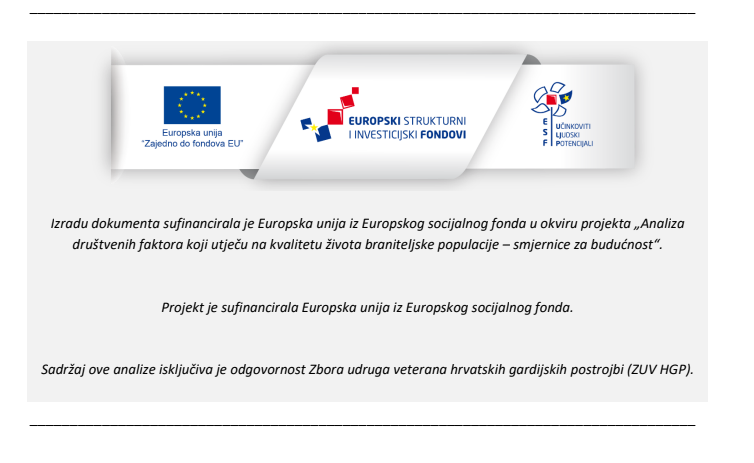 Europska unija
"Zajedno do fondova EU"
EUROPSKI STRUKTURNI
I INVESTICIJSKI FONDOVI
E
S
F
UČINKOVITI
LJUDSKI
POTENCIJALI
Izradu dokumenta sufinancirala je Europska unija iz Europskog socijalnog fonda u okviru projekta „Analiza
društvenih faktora koji utječu na kvalitetu života braniteljske populacije – smjernice za budućnost“.
Projekt je sufinancirala Europska unija iz Europskog socijalnog fonda.
Sadržaj ove analize isključiva je odgovornost Zbora udruga veterana hrvatskih gardijskih postrojbi (ZUV HGP).